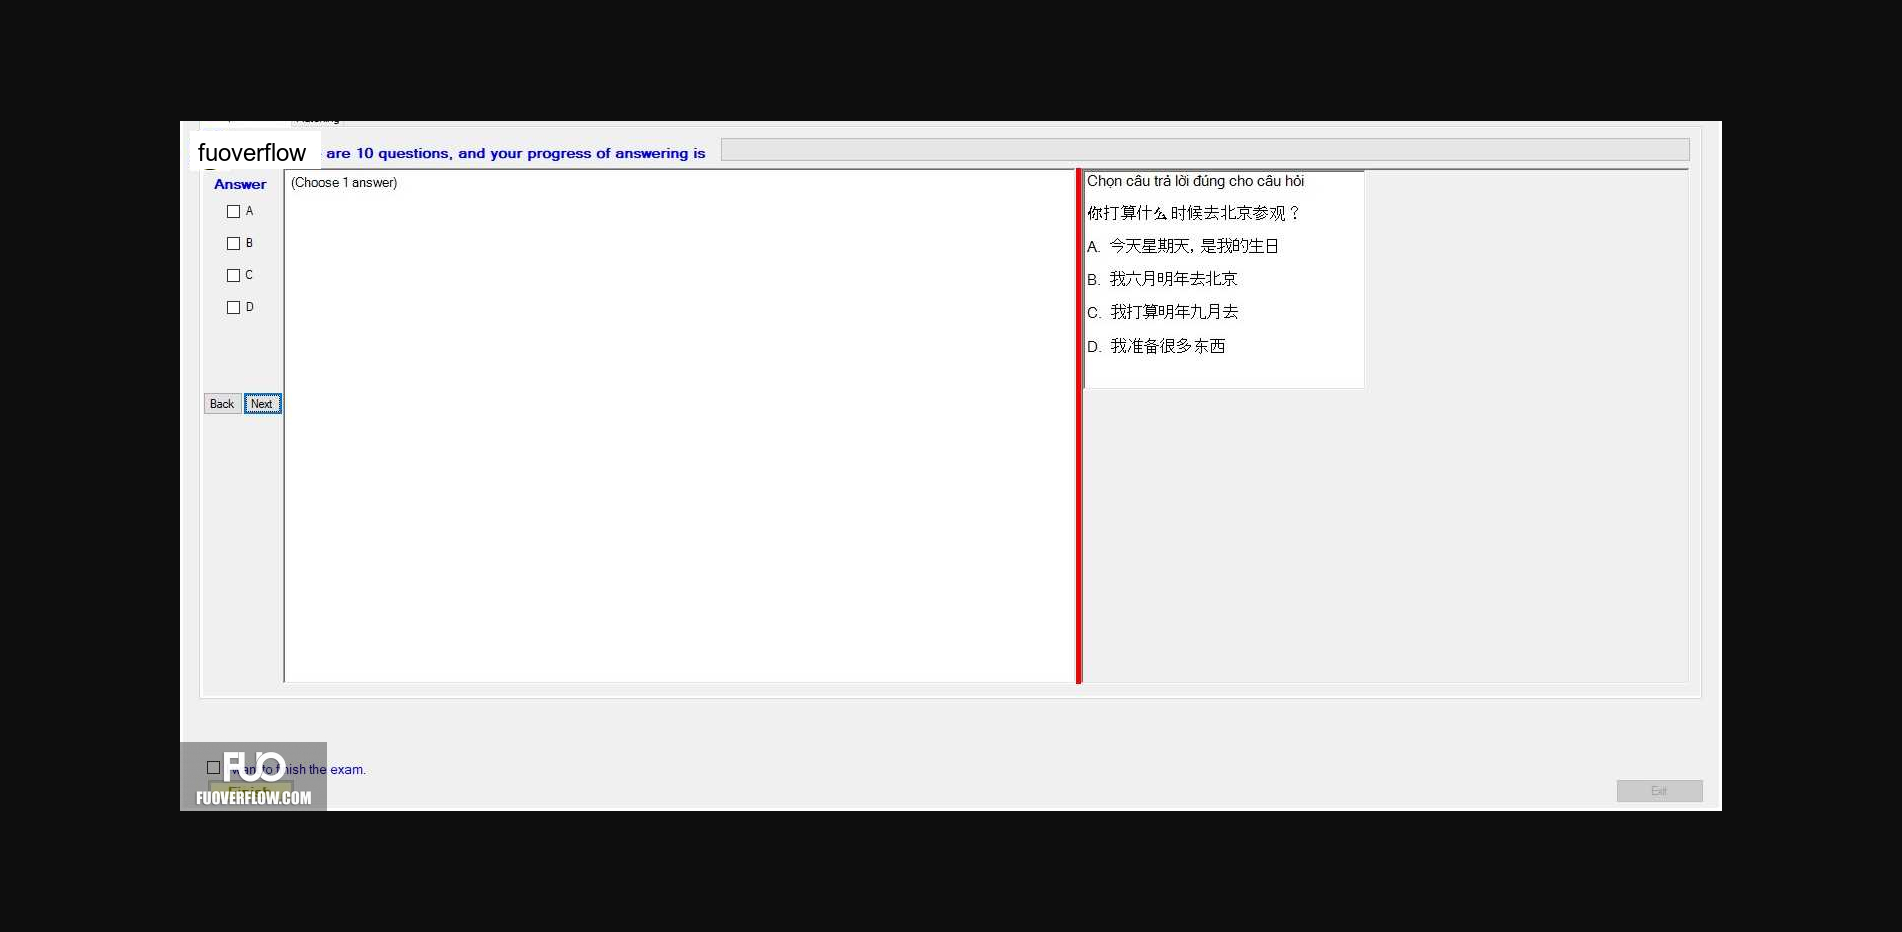 fuoverflow are 10 questions, and your progress of answering is
Answer
(Choose 1 answer)
A
B
C
D
Back Next
Chọn câu trả lời đúng cho câu hỏi
你打算什么时候去北京参观？
A. 今天星期天, 是我的生日
B. 我六月明年去北京
C. 我打算明年九月去
D. 我准备很多东西
FUO
want to finish the exam.
Finish
FUOVERFLOW.COM
Exit